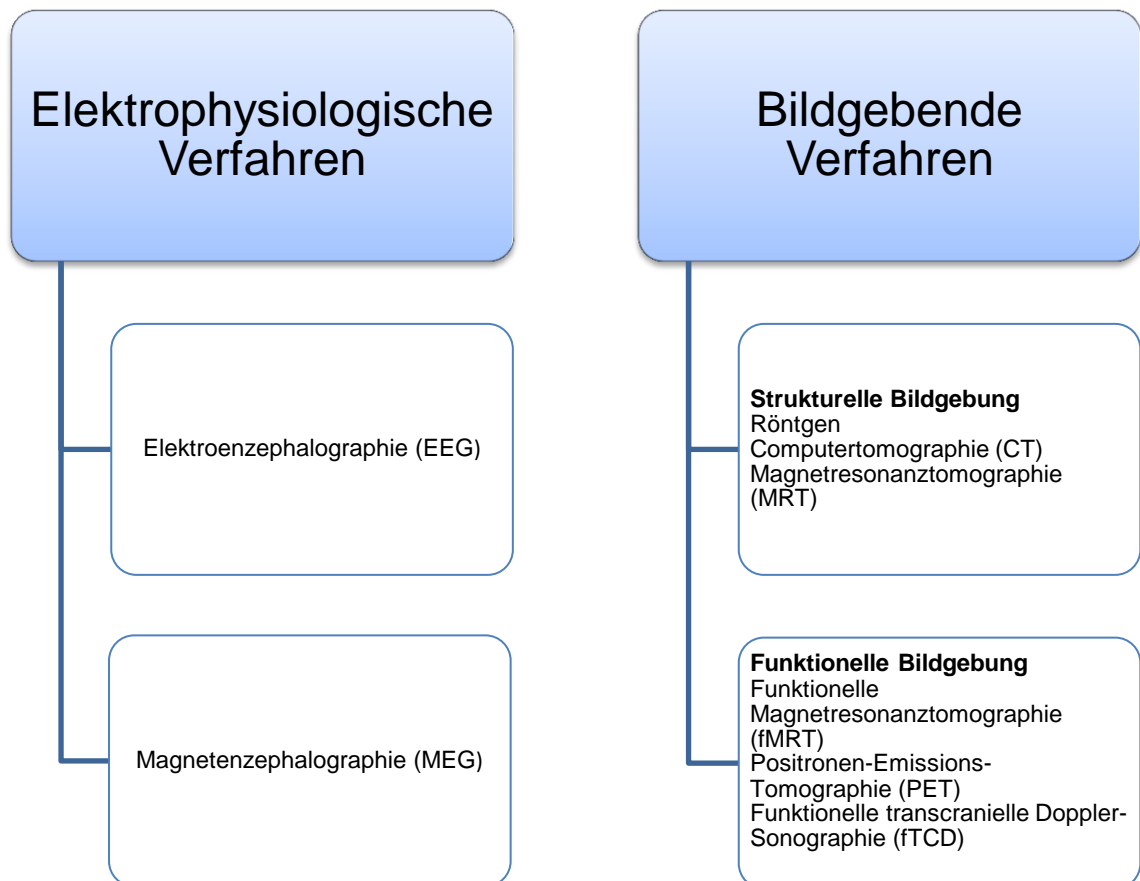 Elektrophysiologische
Verfahren
Elektroenzephalographie (EEG)
Magnetenzephalographie (MEG)
Bildgebende
Verfahren
Strukturelle Bildgebung
Röntgen
Computertomographie (CT)
Magnetresonanztomographie
(MRT)
Funktionelle Bildgebung
Funktionelle
Magnetresonanztomographie
(fMRT)
Positronen-Emissions-
Tomographie (PET)
Funktionelle transcranielle Doppler-
Sonographie (fTCD)